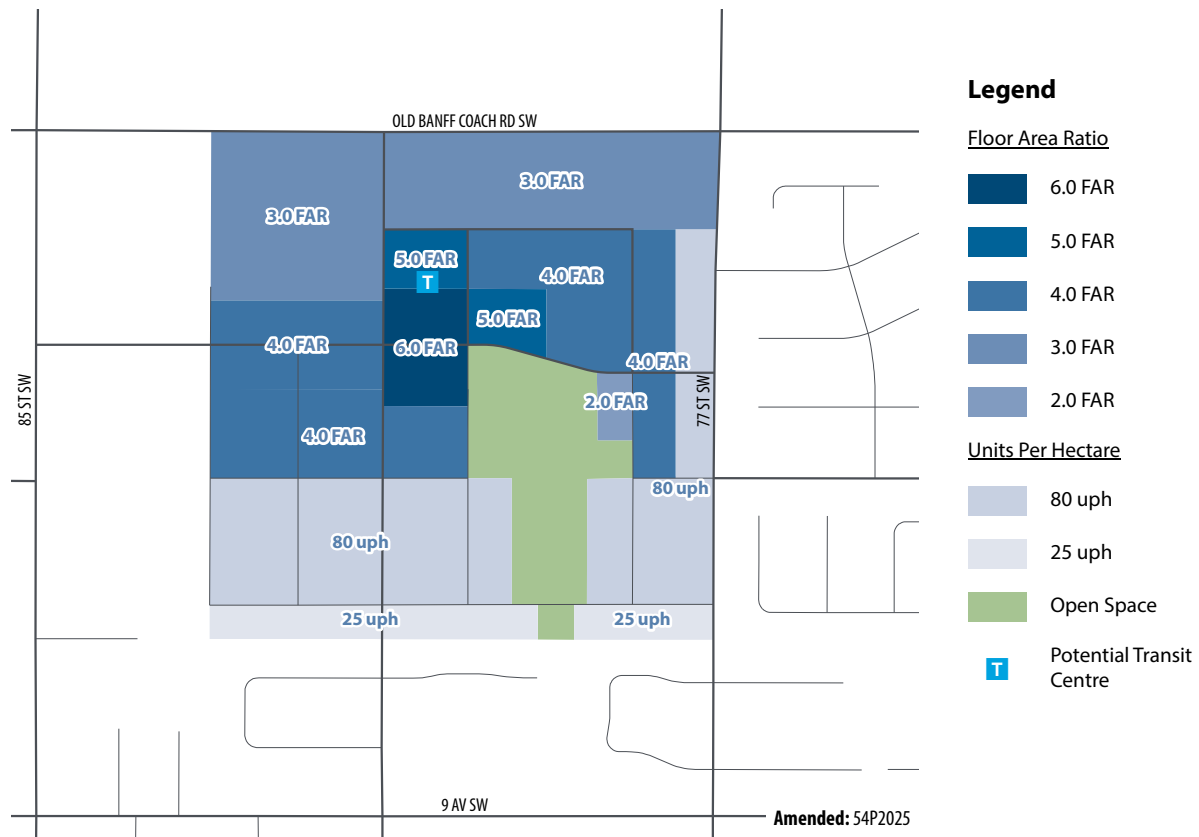 OLD BANFF COACH RD SW
3.0 FAR
3.0 FAR
5.0 FAR
T
4.0 FAR
5.0 FAR
4.0 FAR
6.0 FAR
4.0 FAR
2.0 FAR
4.0 FAR
85 ST SW
77 ST SW
80 uph
80 uph
25 uph
25 uph
9 AV SW
Legend
Floor Area Ratio
6.0 FAR
5.0 FAR
4.0 FAR
3.0 FAR
2.0 FAR
Units Per Hectare
80 uph
25 uph
Open Space
T
Potential Transit
Centre
Amended: 54P2025